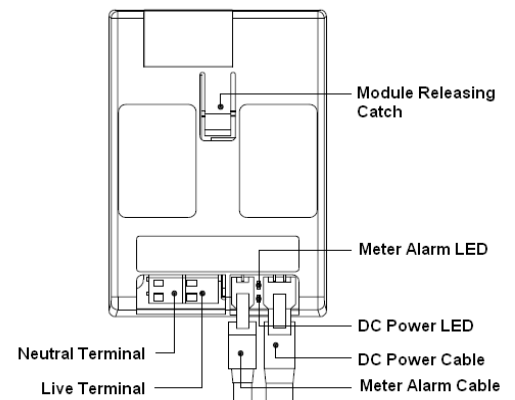 Module Releasing
Catch
Meter Alarm LED
DC Power LED
Neutral Terminal
DC Power Cable
Live Terminal
Meter Alarm Cable